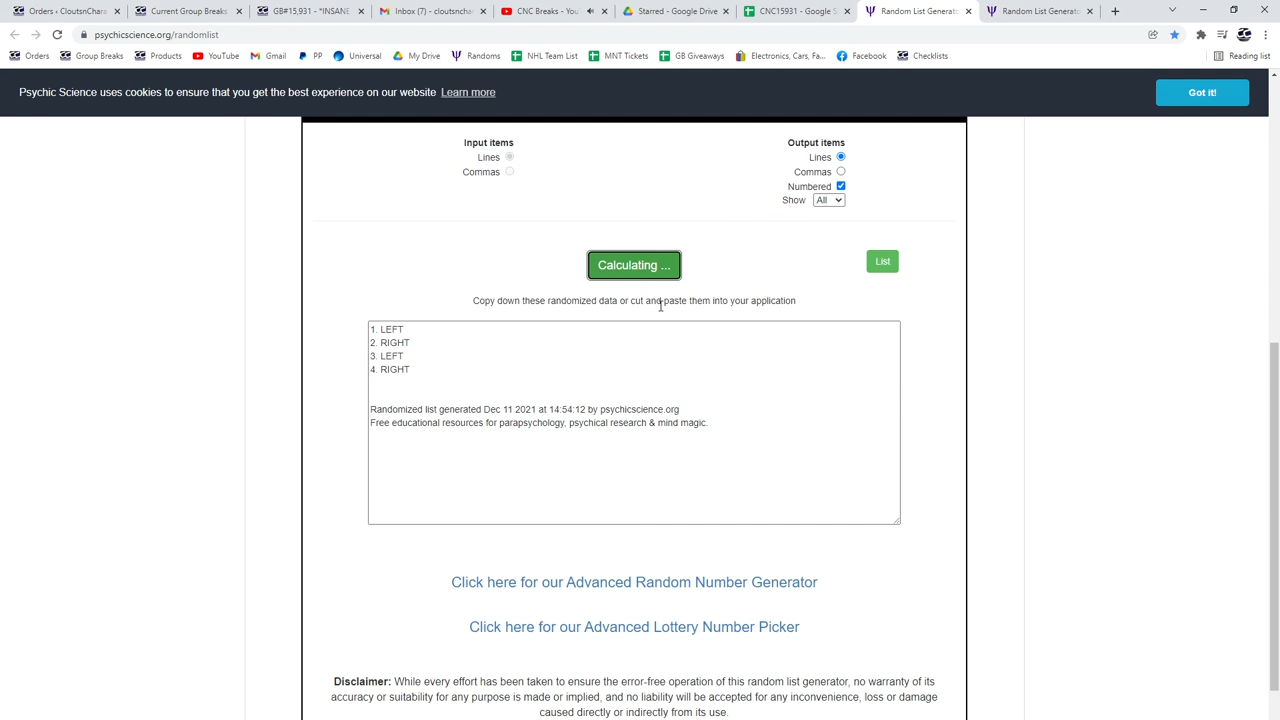 Orders ‹ CloutsnChara
Current Group Breaks
GB#15,931 - *INSANE
Inbox (7) - cloutsnchar
CNC Breaks - You
Starred - Google Drive
CNC15931 - Google S
Random List Generato
Random List Generato
psychicscience.org/randomlist
Orders
Group Breaks
Products
YouTube
Gmail
PP
Universal
My Drive
Randoms
NHL Team List
MNT Tickets
GB Giveaways
Electronics, Cars, Fa...
Facebook
Checklists
Reading list
Psychic Science uses cookies to ensure that you get the best experience on our website Learn more
Got it!
Input items
Lines
Commas
Output items
Lines
Commas
Numbered
Show All
Calculating ...
List
Copy down these randomized data or cut and paste them into your application
1. LEFT
2. RIGHT
3. LEFT
4. RIGHT
Randomized list generated Dec 11 2021 at 14:54:12 by psychicscience.org
Free educational resources for parapsychology, psychical research & mind magic.
Click here for our Advanced Random Number Generator
Click here for our Advanced Lottery Number Picker
Disclaimer: While every effort has been taken to ensure the error-free operation of this random list generator, no warranty of its
accuracy or suitability for any purpose is made or implied, and no liability will be accepted for any inconvenience, loss or damage
caused directly or indirectly from its use.